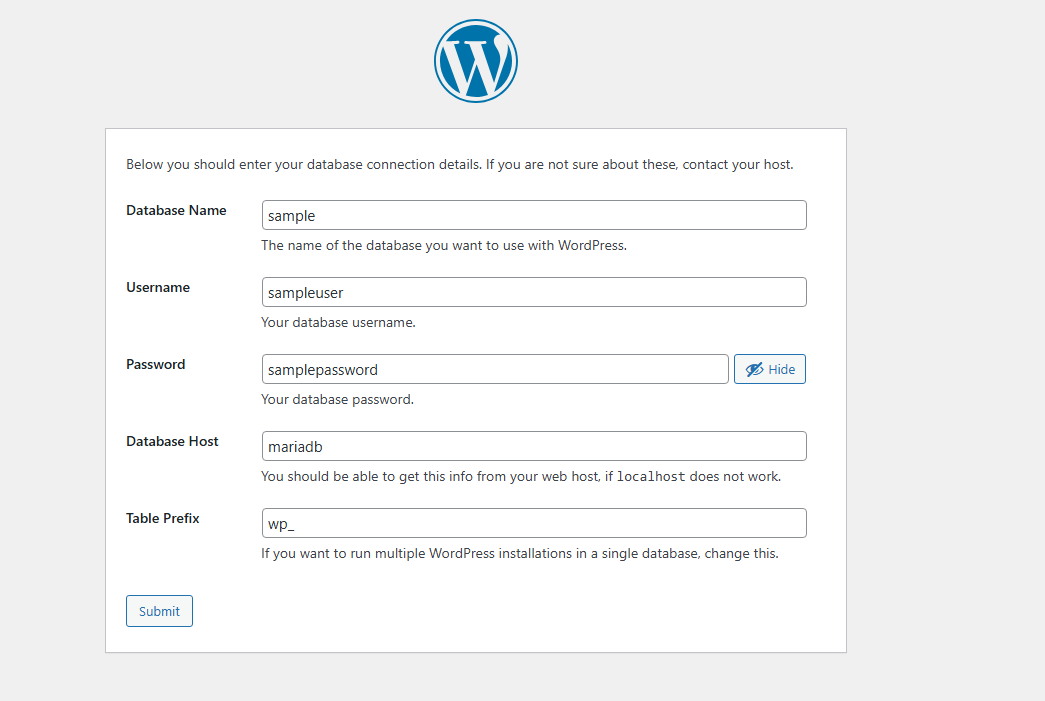 Below you should enter your database connection details. If you are not sure about these, contact your host.
Database Name
sample
The name of the database you want to use with WordPress.
Username
sampleuser
Your database username.
Password
samplepassword
Hide
Your database password.
Database Host
mariadb
You should be able to get this info from your web host, if localhost does not work.
Table Prefix
wp_
If you want to run multiple WordPress installations in a single database, change this.
Submit